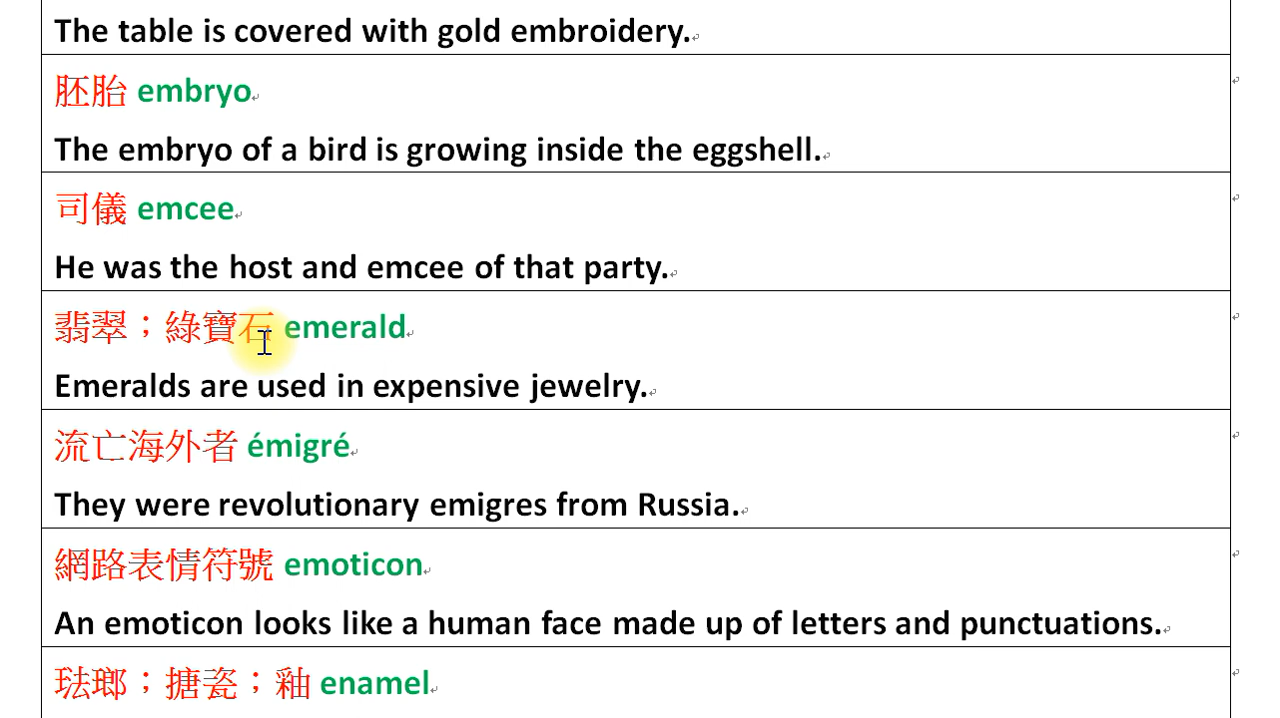 The table is covered with gold embroidery.
胚胎 embryo
The embryo of a bird is growing inside the eggshell.
司儀 emcee
He was the host and emcee of that party.
翡翠；綠寶石 emerald
Emeralds are used in expensive jewelry.
流亡海外者 émigré
They were revolutionary emigres from Russia.
網路表情符號 emoticon
An emoticon looks like a human face made up of letters and punctuations.
琺瑯；搪瓷；釉 enamel